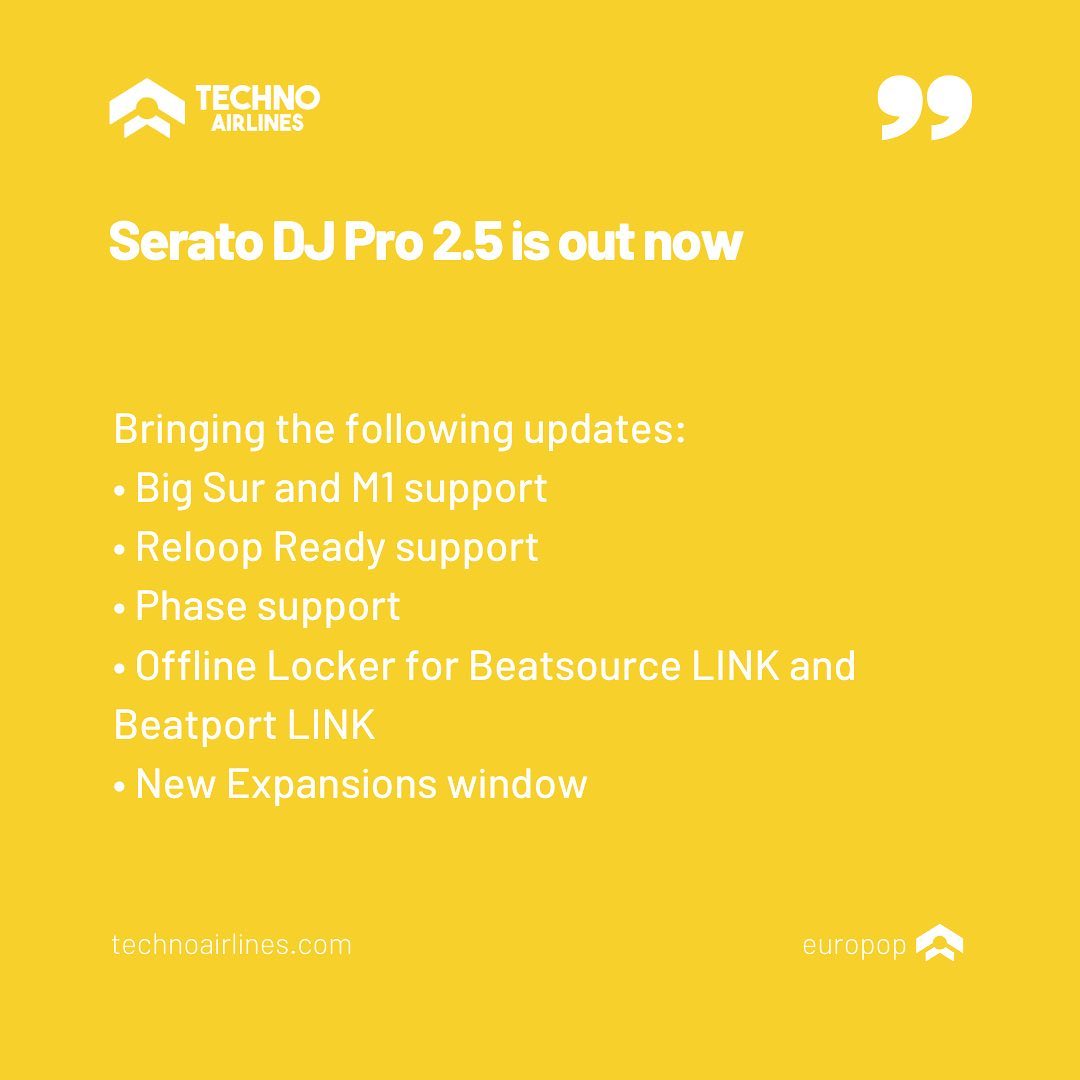 TECHNO
AIRLINES
Serato DJ Pro 2.5 is out now
Bringing the following updates:
• Big Sur and M1 support
• Reloop Ready support
• Phase support
• Offline Locker for Beatsource LINK and
Beatport LINK
• New Expansions window
technoairlines.com
europop